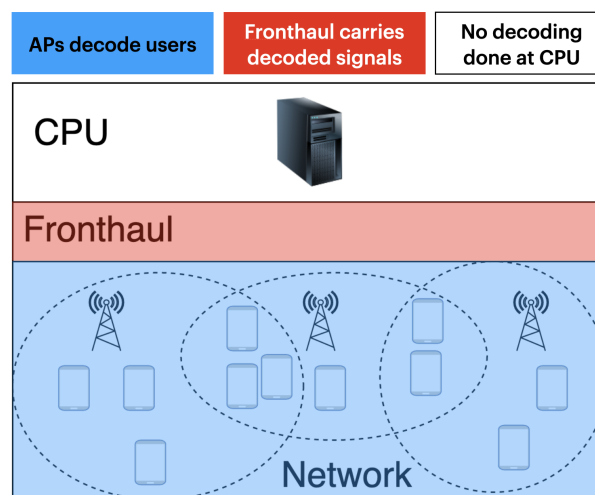 APs decode users
Fronthaul carries
decoded signals
No decoding
done at CPU
CPU
Fronthaul
Network